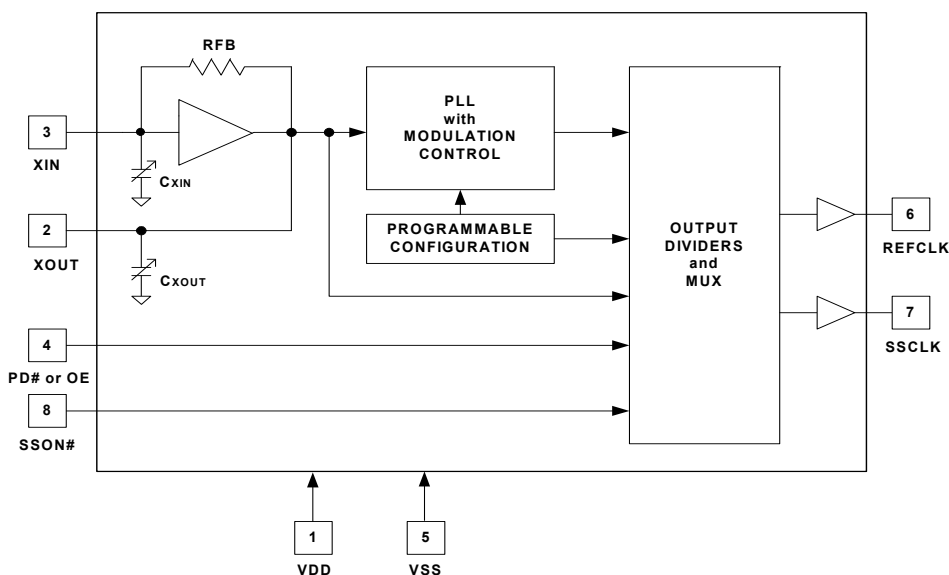 RFB
3
XIN
CXIN
PLL
with
MODULATION
CONTROL
2
XOUT
CXOUT
PROGRAMMABLE
CONFIGURATION
OUTPUT
DIVIDERS
and
MUX
6
REFCLK
7
SSCLK
4
PD# or OE
8
SSON#
1
VDD
5
VSS